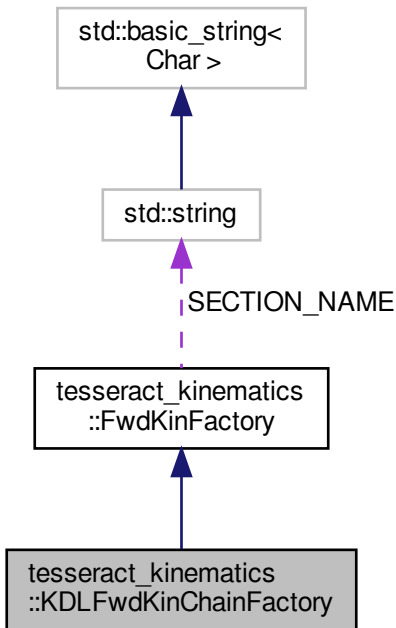 std::basic_string<
Char >
std::string
SECTION_NAME
tesseract_kinematics
::FwdKinFactory
tesseract_kinematics
::KDLFwdKinChainFactory